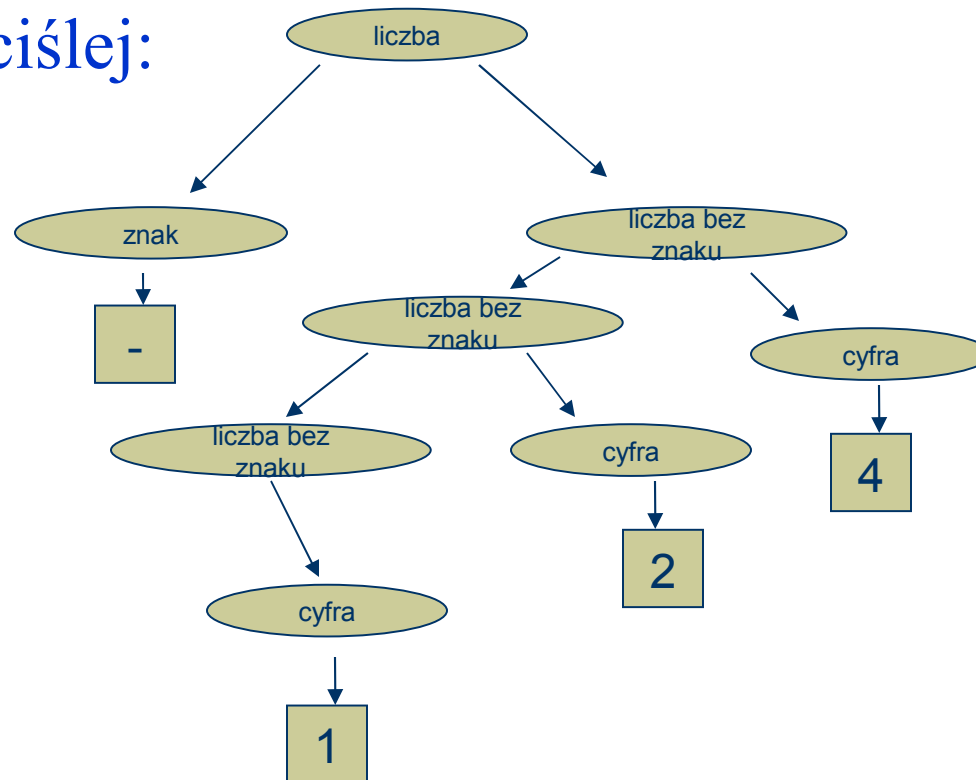 ciślej:
liczba
znak
liczba bez
znaku
-
liczba bez
znaku
cyfra
liczba bez
znaku
cyfra
4
2
cyfra
1